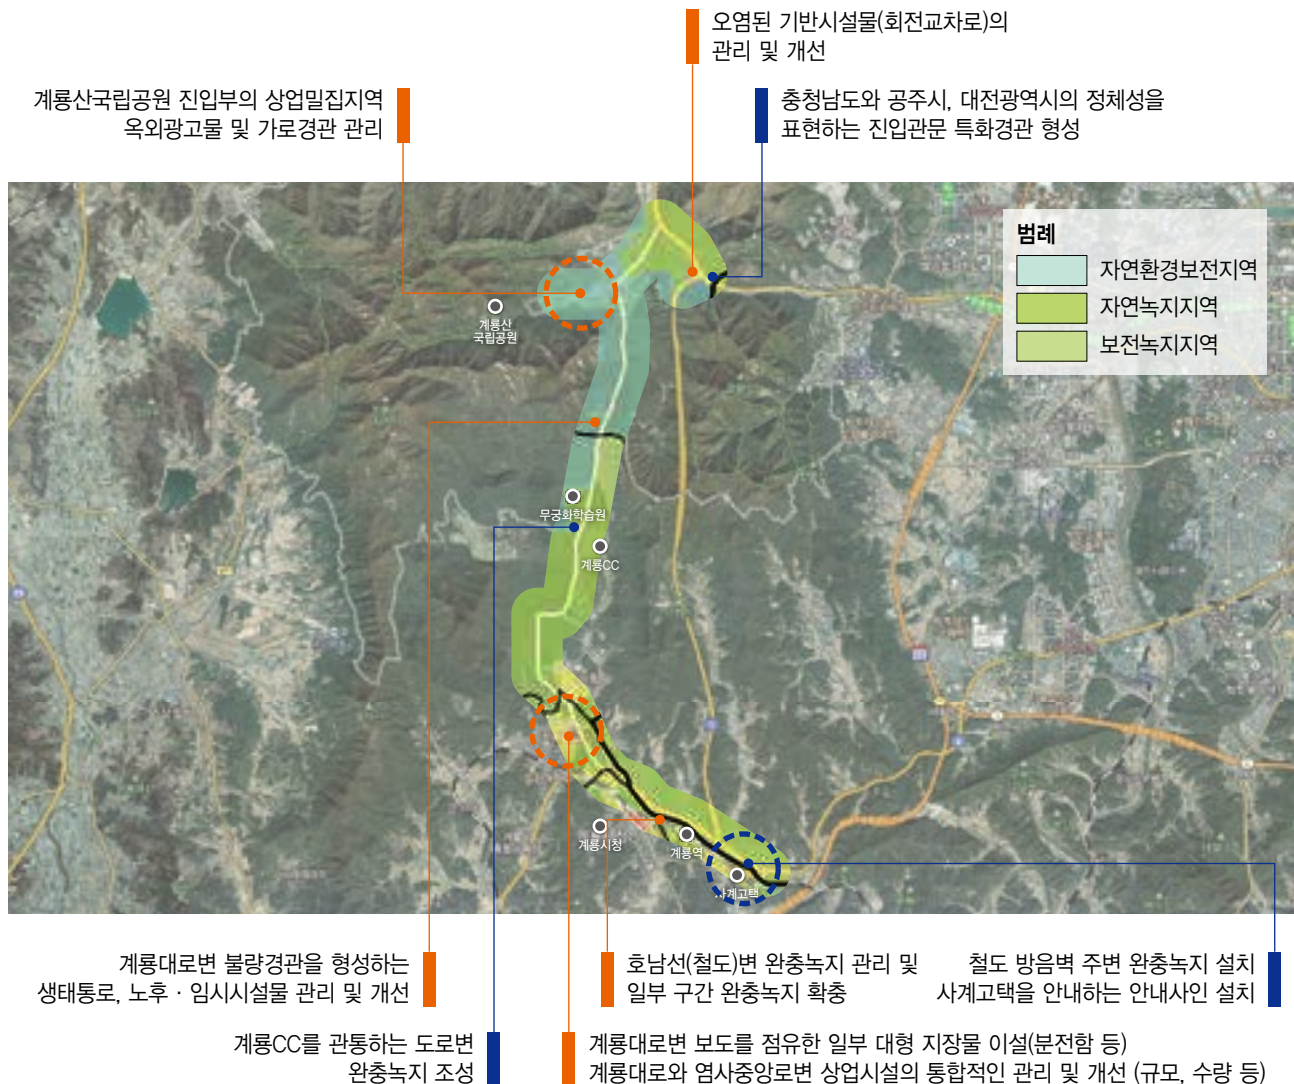 오염된 기반시설물(회전교차로)의
관리 및 개선
계룡산국립공원 진입부의 상업밀집지역
옥외광고물 및 가로경관 관리
충청남도와 공주시, 대전광역시의 정체성을
표현하는 진입관문 특화경관 형성
범례
자연환경보전지역
자연녹지지역
보전녹지지역
계룡산
국립공원
무궁화학습원
계룡CC
계룡시청
계룡역
사계고택
계룡대로변 불량경관을 형성하는
생태통로, 노후 · 임시시설물 관리 및 개선
호남선(철도)변 완충녹지 관리 및
일부 구간 완충녹지 확충
철도 방음벽 주변 완충녹지 설치
사계고택을 안내하는 안내사인 설치
계룡CC를 관통하는 도로변
완충녹지 조성
계룡대로변 보도를 점유한 일부 대형 지장물 이설(분전함 등)
계룡대로와 염사중앙로변 상업시설의 통합적인 관리 및 개선 (규모, 수량 등)